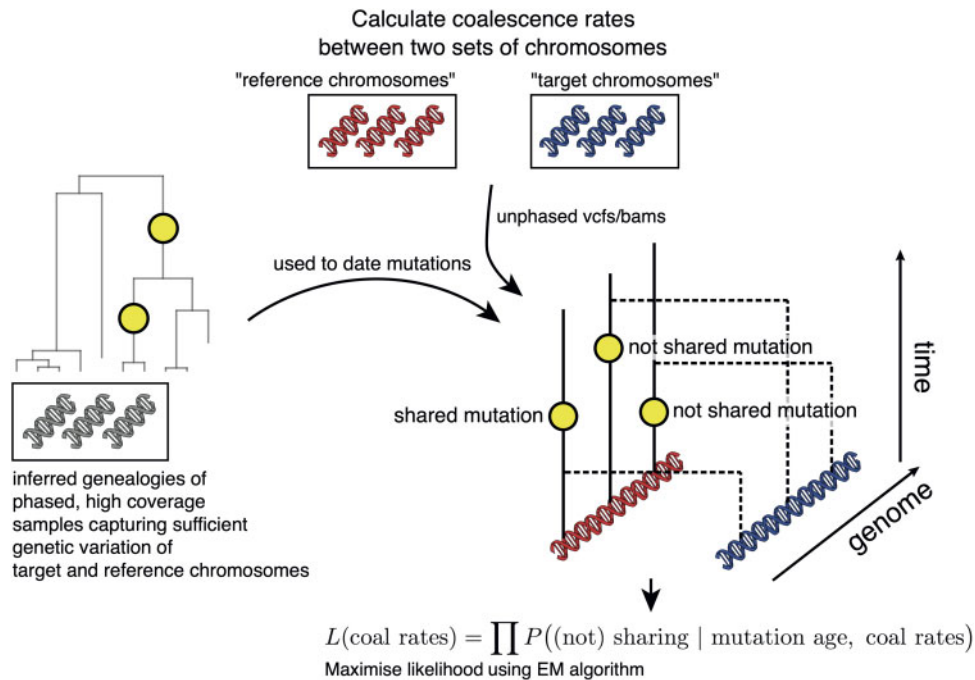 Calculate coalescence rates
between two sets of chromosomes
"reference chromosomes"
"target chromosomes"
unphased vcfs/bams
used to date mutations
not shared mutation
shared mutation
not shared mutation
time
genome
inferred genealogies of
phased, high coverage
samples capturing sufficient
genetic variation of
target and reference chromosomes
L(coal rates) = ∏ P((not) sharing | mutation age, coal rates)
Maximise likelihood using EM algorithm